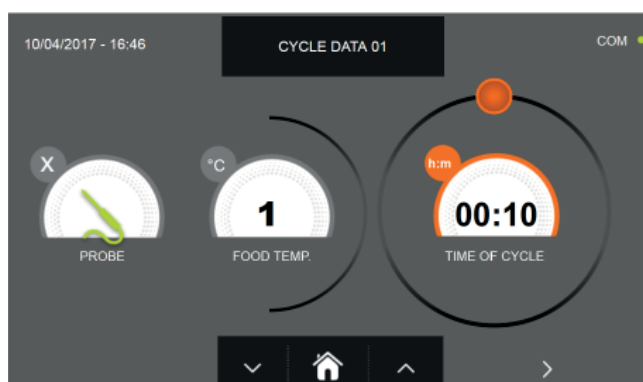 10/04/2017 - 16:46
CYCLE DATA 01
COM
X
PROBE
°C
1
FOOD TEMP.
h:m
00:10
TIME OF CYCLE